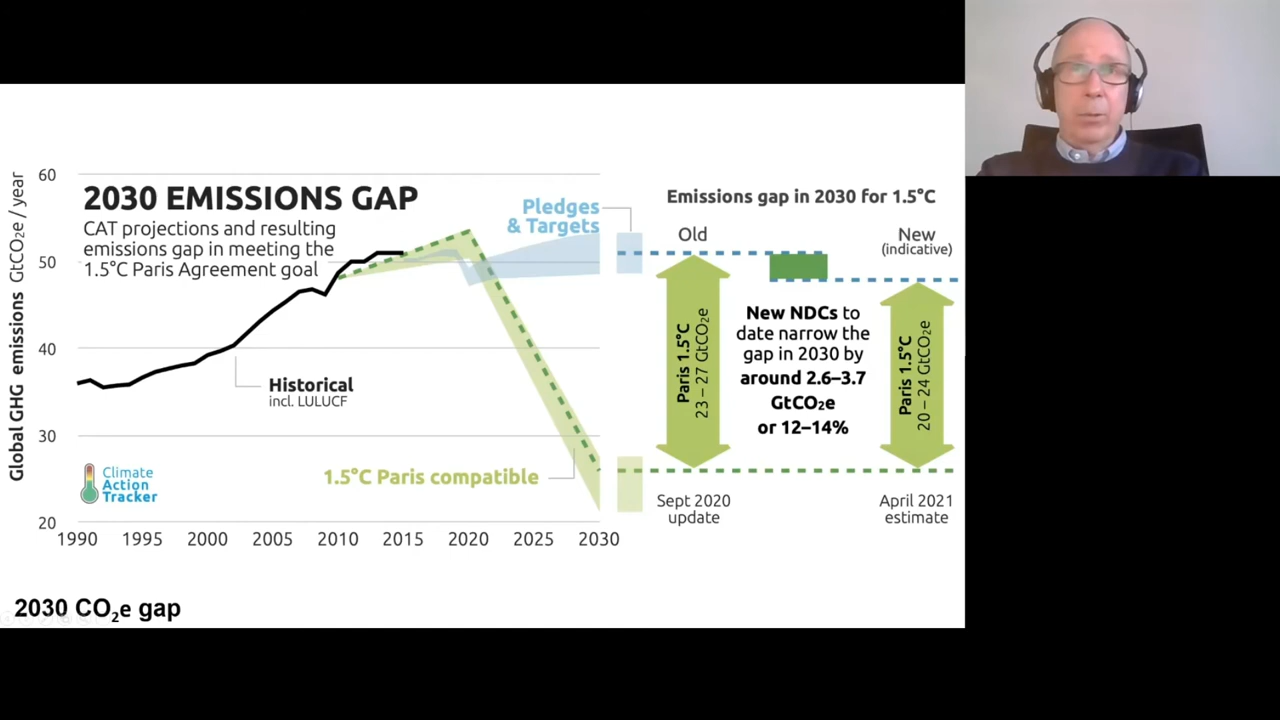 2030 EMISSIONS GAP
CAT projections and resulting
emissions gap in meeting the
1.5°C Paris Agreement goal
Global GHG emissions GtCO₂e / year
60
50
40
30
20
1990
1995
2000
2005
2010
2015
2020
2025
2030
Historical
incl. LULUCF
Pledges
& Targets
1.5°C Paris compatible
Climate
Action
Tracker
Emissions gap in 2030 for 1.5°C
Old
New
(indicative)
Paris 1.5°C
23 – 27 GtCO₂e
New NDCs to
date narrow the
gap in 2030 by
around 2.6–3.7
GtCO₂e
or 12–14%
Paris 1.5°C
20 – 24 GtCO₂e
Sept 2020
update
April 2021
estimate
2030 CO₂e gap